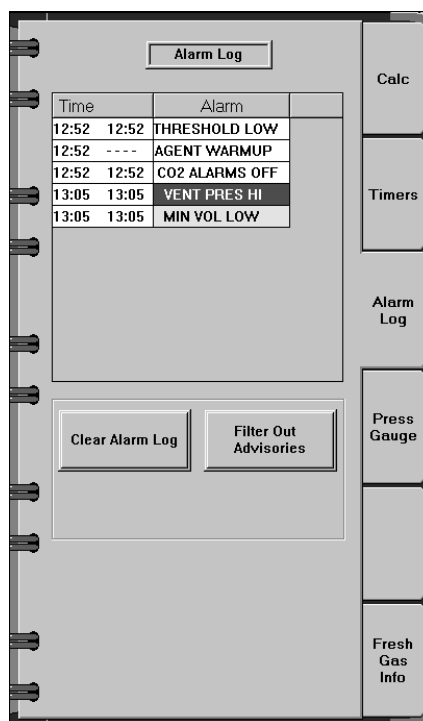 Alarm Log
Time Alarm
12:52 12:52 THRESHOLD LOW
12:52 ---- AGENT WARMUP
12:52 12:52 CO2 ALARMS OFF
13:05 13:05 VENT PRES HI
13:05 13:05 MIN VOL LOW
Clear Alarm Log
Filter Out
Advisories
Calc
Timers
Alarm
Log
Press
Gauge
Fresh
Gas
Info